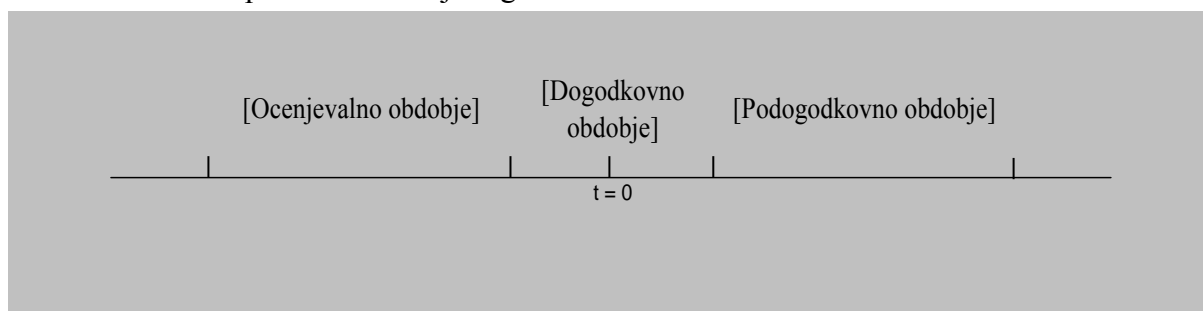 [Ocenjevalno obdobje]
[Dogodkovno
obdobje]
[Podogodkovno obdobje]
t = 0